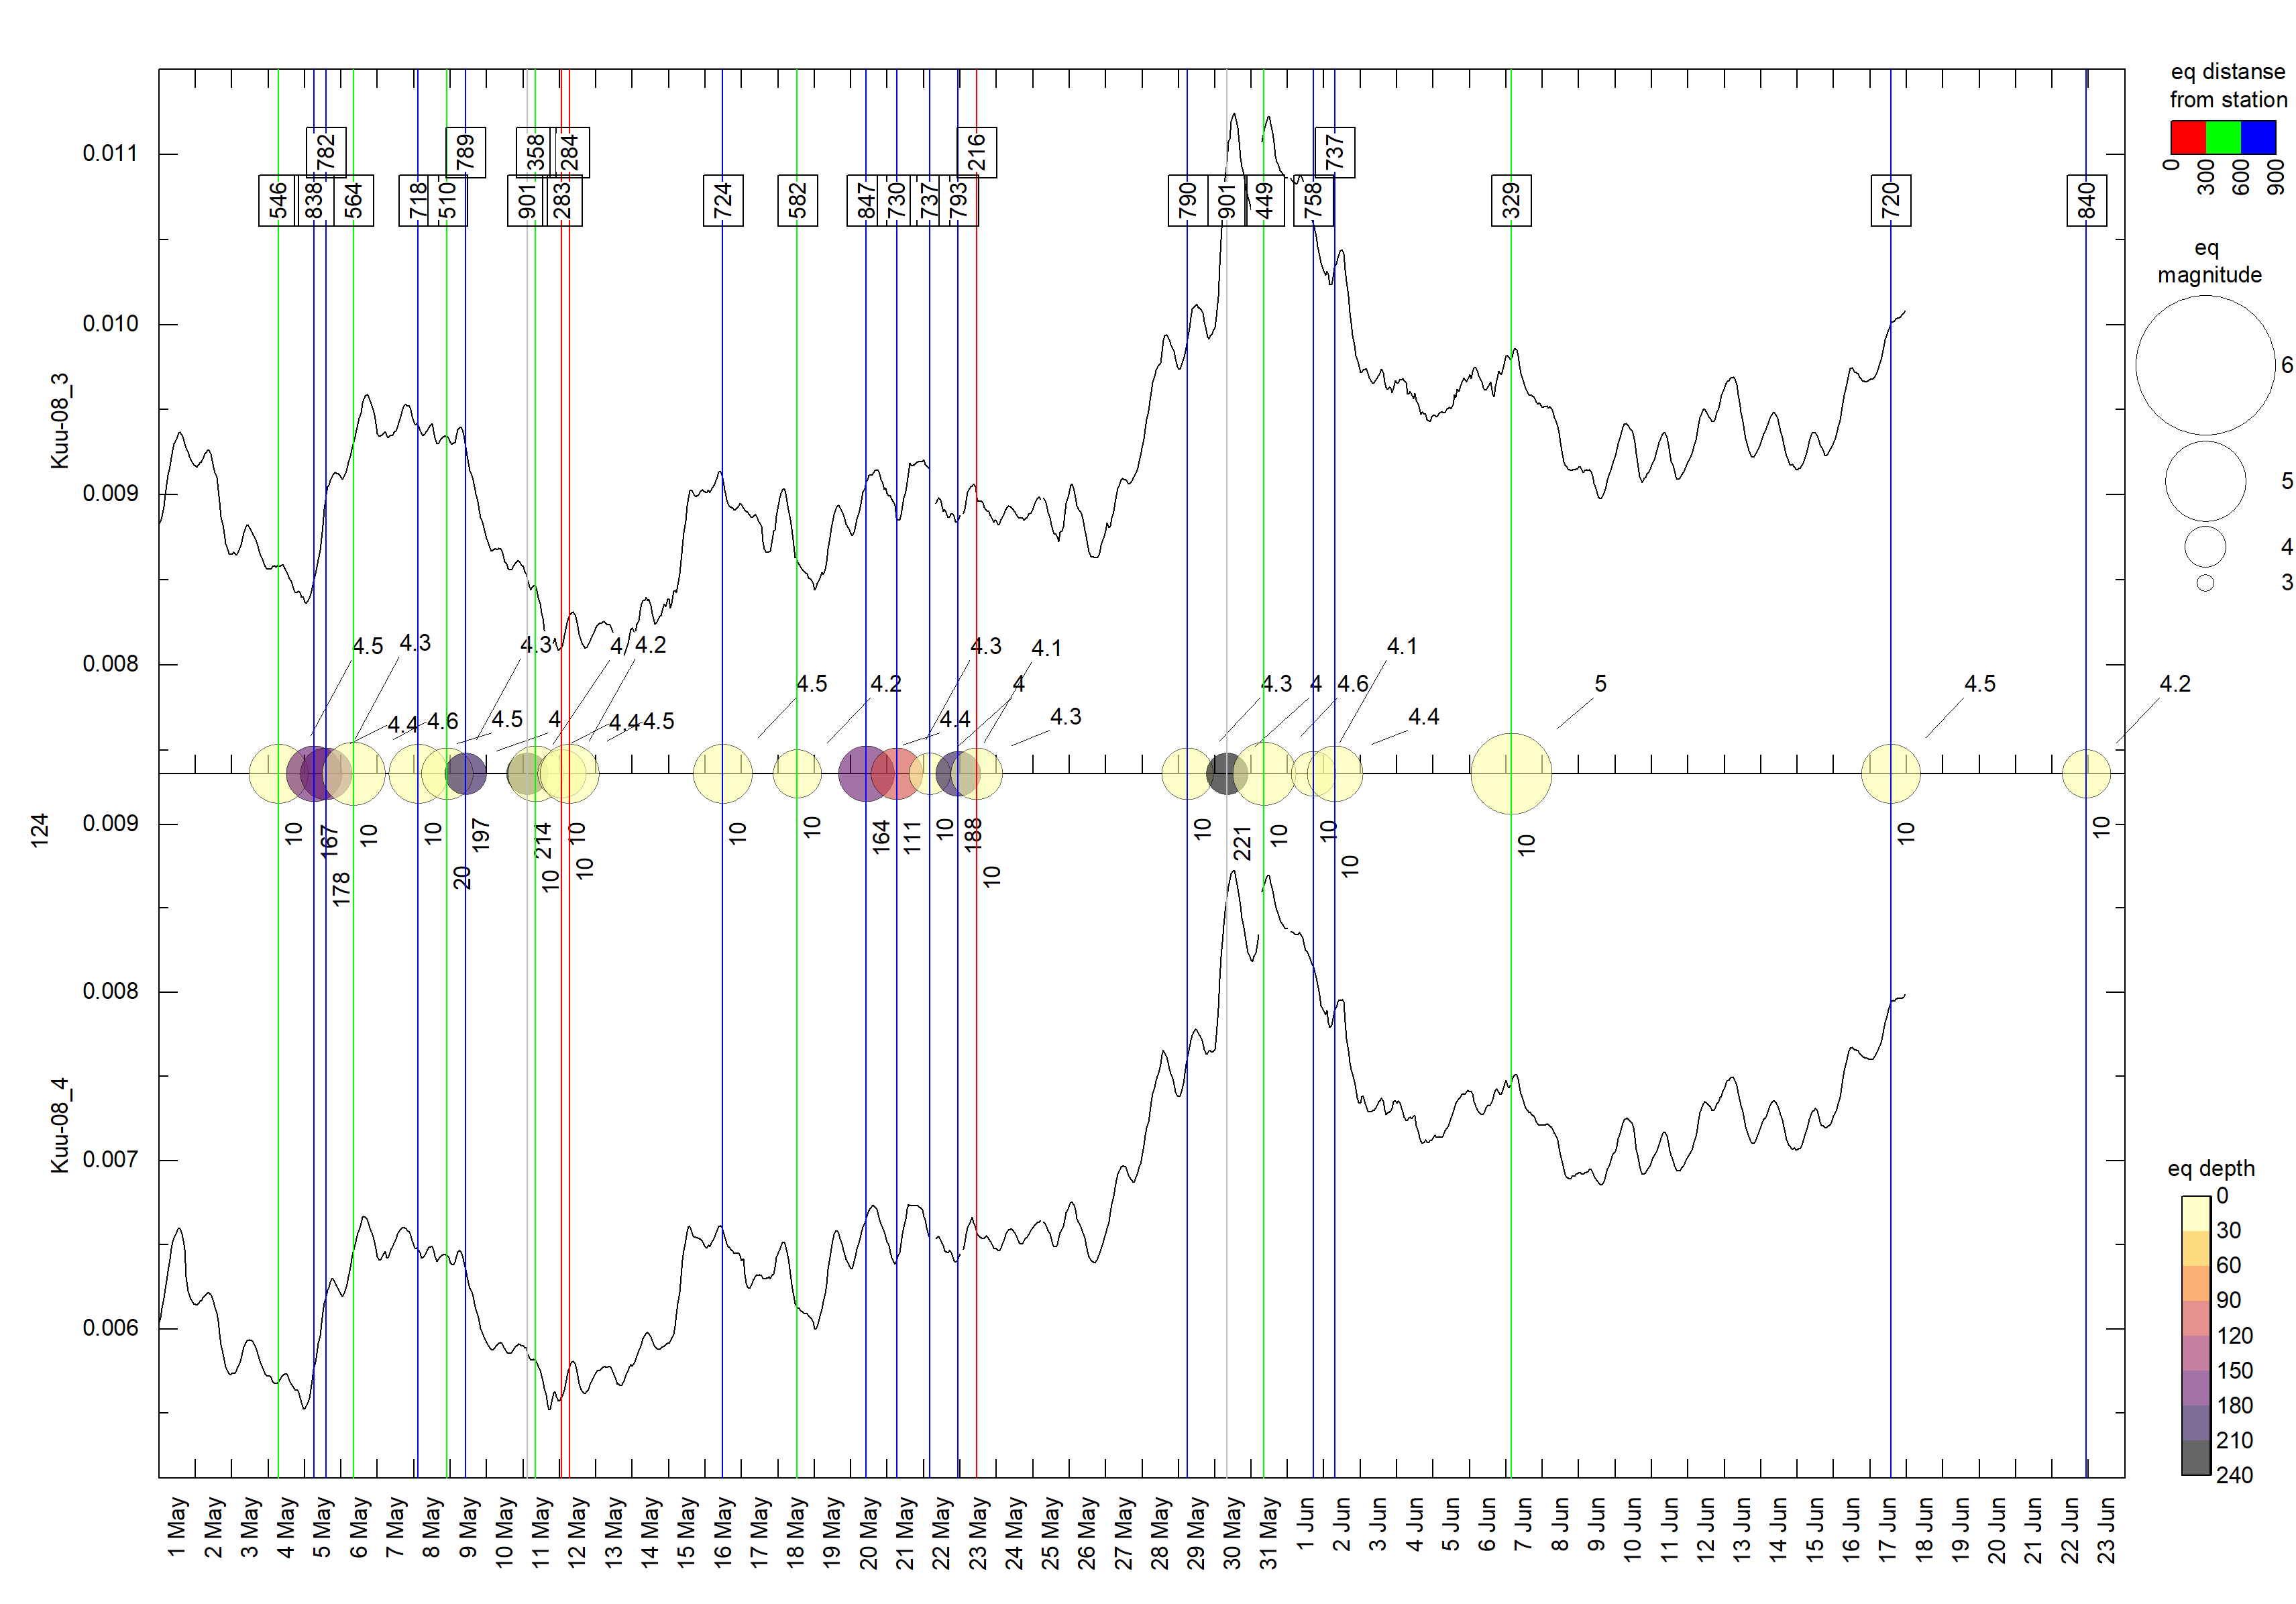 eq distanse
from station
0
300
600
900
eq
magnitude
6
5
4
3
782
789
358
284
216
737
546
838
564
718
510
901
283
724
582
847
730
737
793
790
901
449
758
329
720
840
0.011
0.010
0.009
0.008
Kuu-08_3
4.5
4.3
4.3
4
4.2
4.3
4.1
4.1
4.5
4.2
4
4.3
4
4.6
5
4.5
4.2
4.4
4.6
4.5
4
4.4
4.5
4.4
4.3
4.4
124
10
167
178
10
10
20
197
214
10
10
10
10
10
164
111
10
188
10
10
221
10
10
10
10
10
10
0.009
0.008
0.007
0.006
Kuu-08_4
eq depth
0
30
60
90
120
150
180
210
240
1 May
2 May
3 May
4 May
5 May
6 May
7 May
8 May
9 May
10 May
11 May
12 May
13 May
14 May
15 May
16 May
17 May
18 May
19 May
20 May
21 May
22 May
23 May
24 May
25 May
26 May
27 May
28 May
29 May
30 May
31 May
1 Jun
2 Jun
3 Jun
4 Jun
5 Jun
6 Jun
7 Jun
8 Jun
9 Jun
10 Jun
11 Jun
12 Jun
13 Jun
14 Jun
15 Jun
16 Jun
17 Jun
18 Jun
19 Jun
20 Jun
21 Jun
22 Jun
23 Jun